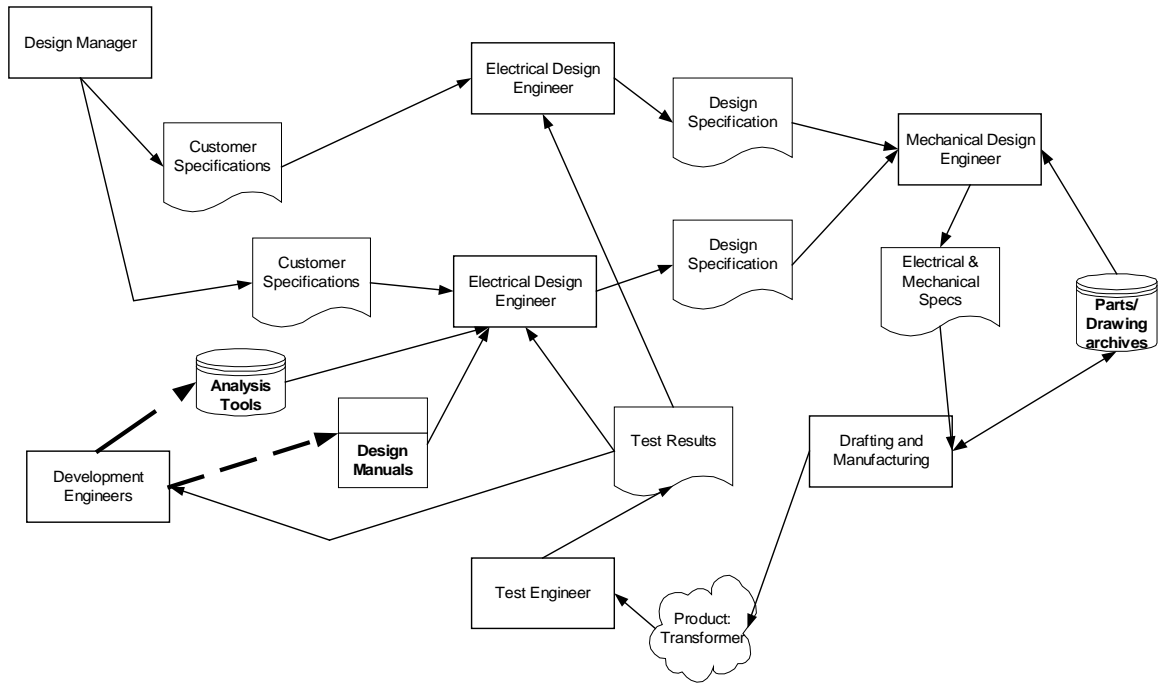 Design Manager
Electrical Design
Engineer
Design
Specification
Customer
Specifications
Mechanical Design
Engineer
Customer
Specifications
Electrical Design
Engineer
Design
Specification
Electrical &
Mechanical
Specs
Parts/
Drawing
archives
Analysis
Tools
Design
Manuals
Test Results
Drafting and
Manufacturing
Development
Engineers
Test Engineer
Product:
Transformer